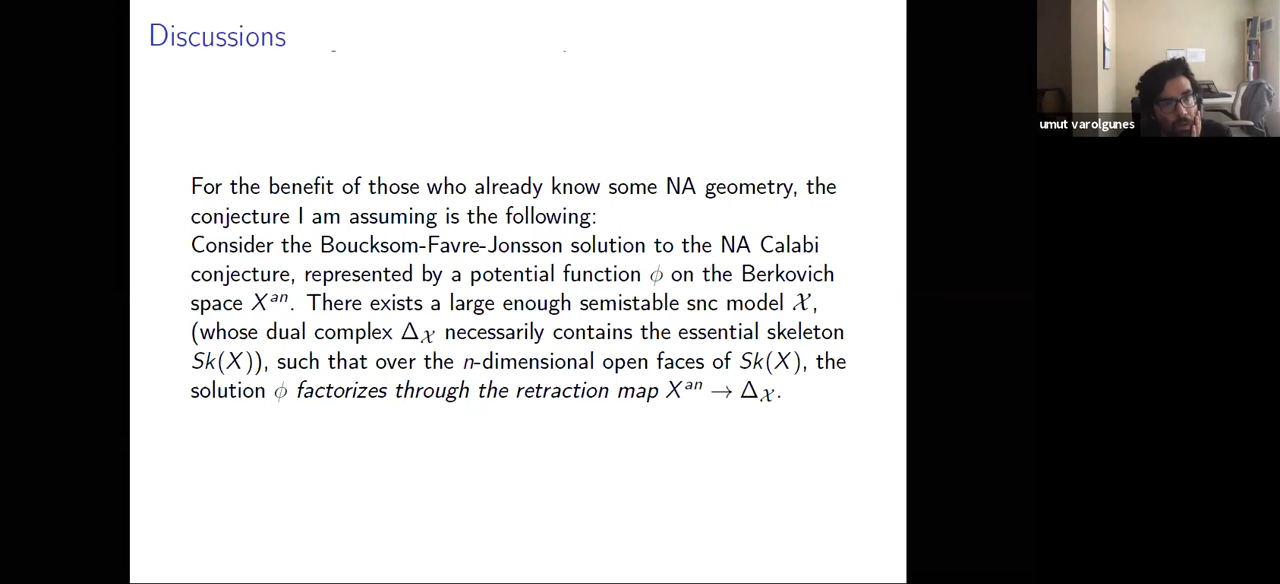 Discussions
For the benefit of those who already know some NA geometry, the
conjecture I am assuming is the following:
Consider the Boucksom-Favre-Jonsson solution to the NA Calabi
conjecture, represented by a potential function ϕ on the Berkovich
space Xᵃⁿ. There exists a large enough semistable snc model 𝒳,
(whose dual complex Δ_𝒳 necessarily contains the essential skeleton
Sk(X)), such that over the n-dimensional open faces of Sk(X), the
solution ϕ factorizes through the retraction map Xᵃⁿ → Δ_𝒳.
umut varolgunes